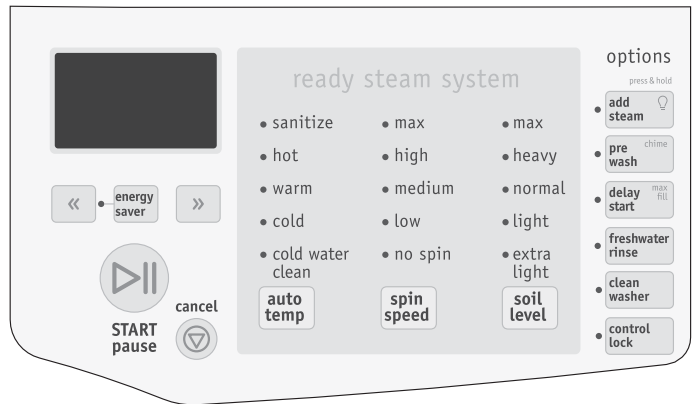 options
press & hold
ready steam system
sanitize
hot
warm
cold
cold water
clean
auto
temp
max
high
medium
low
no spin
spin
speed
max
heavy
normal
light
extra
light
soil
level
add
steam
pre
wash
chime
delay
start
max
fill
freshwater
rinse
clean
washer
control
lock
«
energy
saver
»
START
pause
cancel